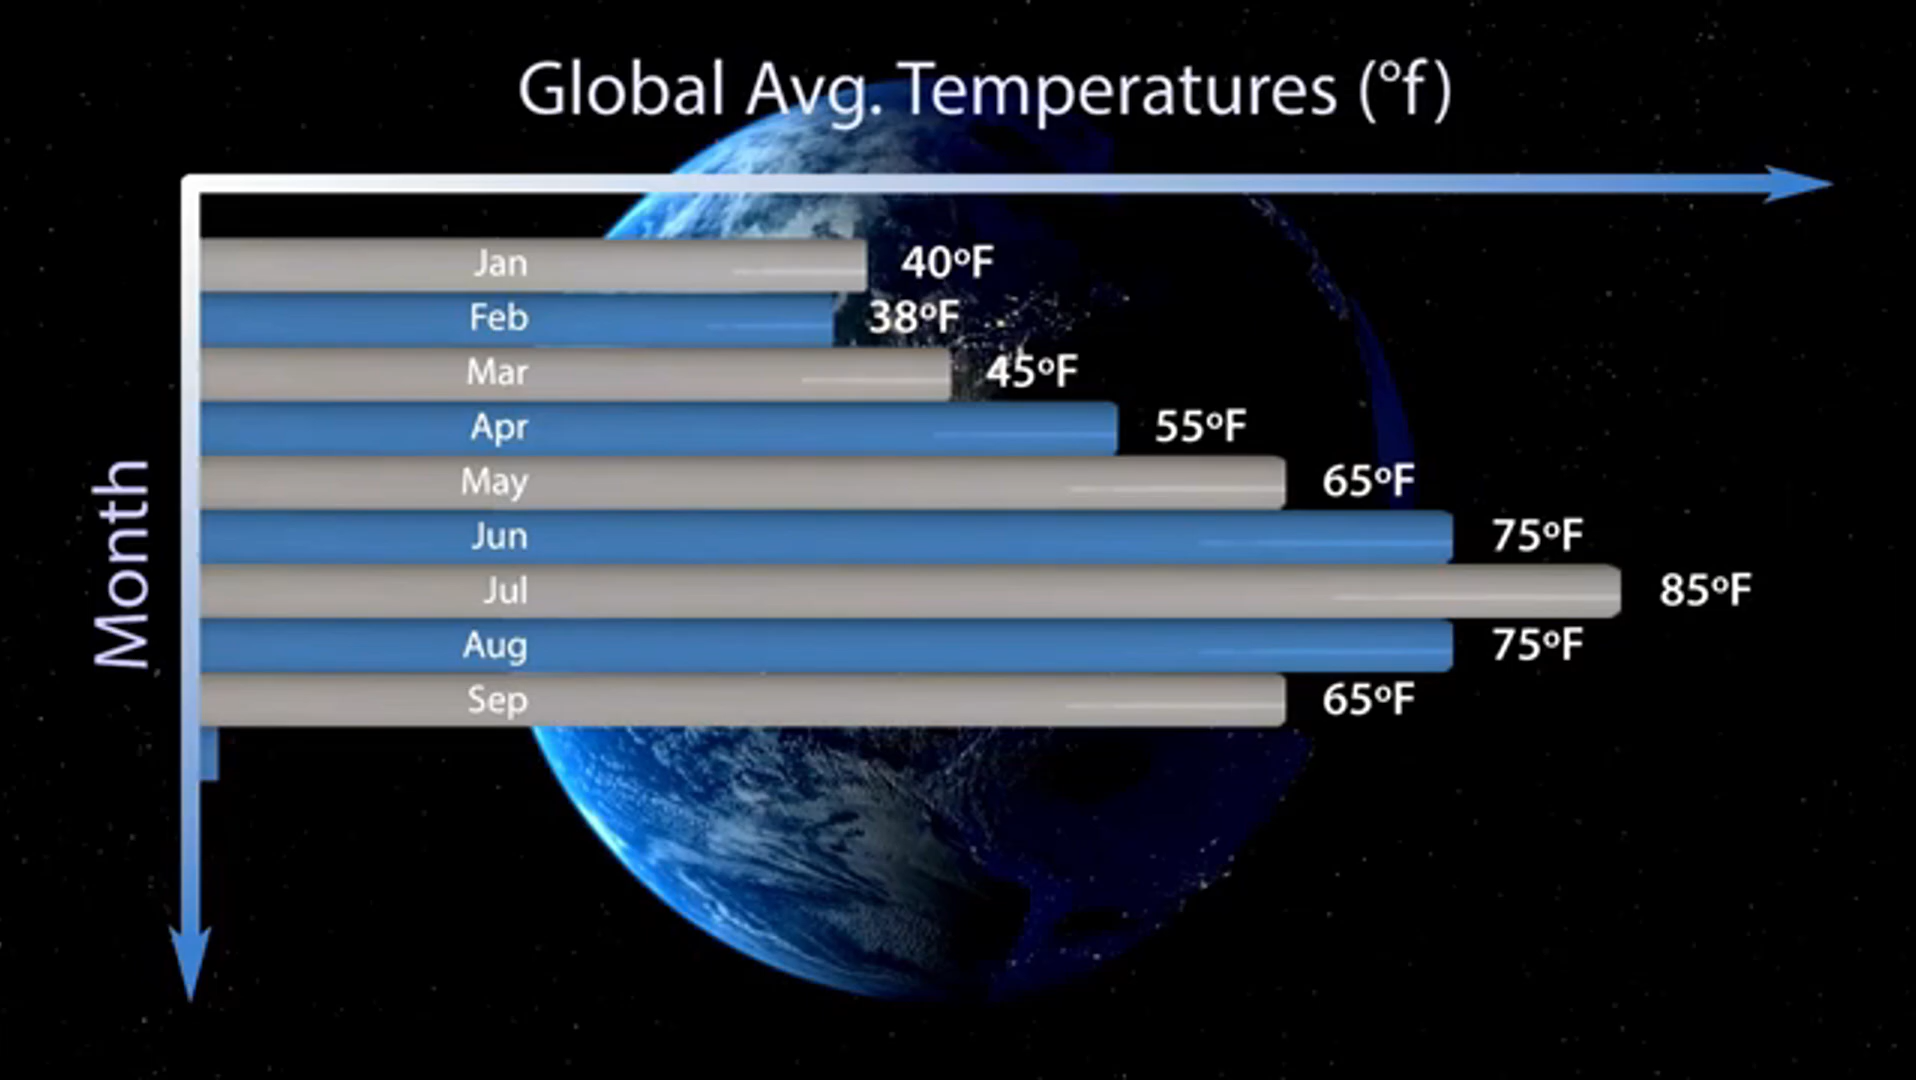 Global Avg. Temperatures (°f)
Month
Jan 40ºF
Feb 38ºF
Mar 45ºF
Apr 55ºF
May 65ºF
Jun 75ºF
Jul 85ºF
Aug 75ºF
Sep 65ºF